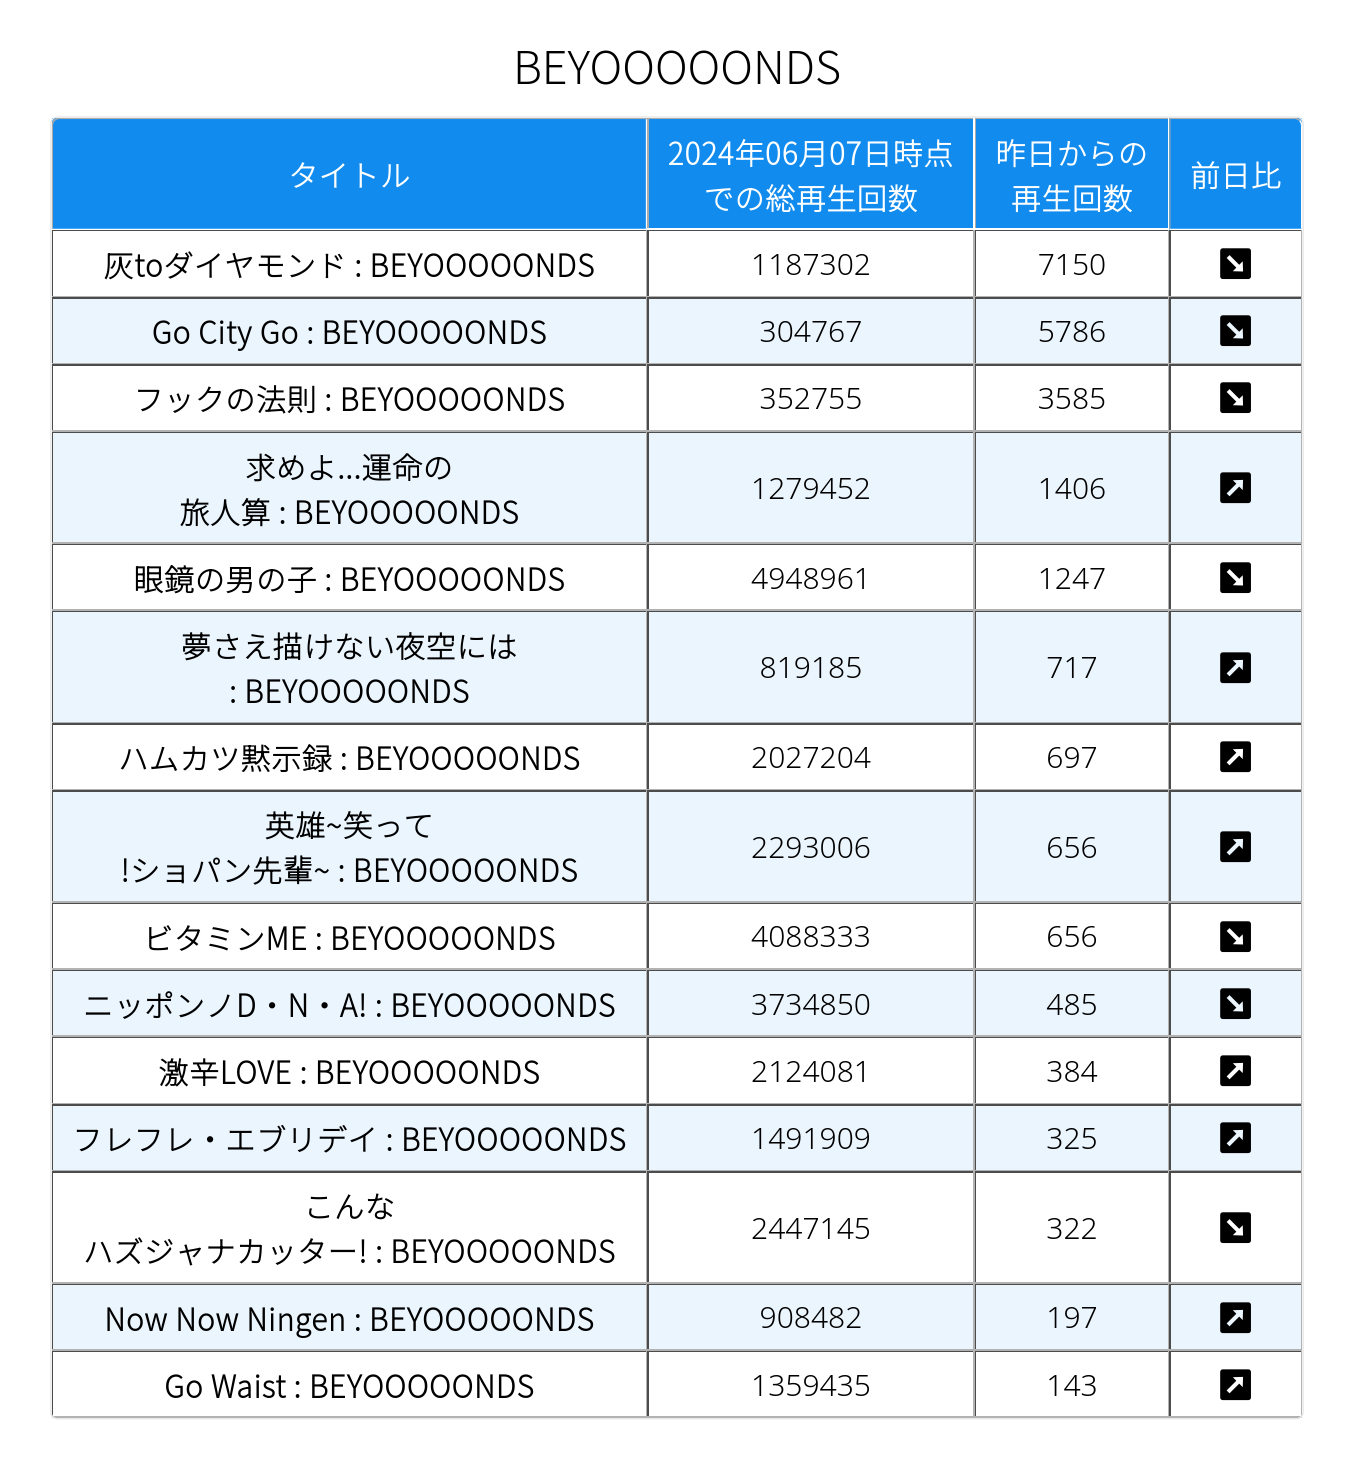 BEYOOOOONDS
タイトル
2024年06月07日時点
での総再生回数
昨日からの
再生回数
前日比
灰toダイヤモンド : BEYOOOOONDS
1187302
7150
Go City Go : BEYOOOOONDS
304767
5786
フックの法則 : BEYOOOOONDS
352755
3585
求めよ...運命の
旅人算 : BEYOOOOONDS
1279452
1406
眼鏡の男の子 : BEYOOOOONDS
4948961
1247
夢さえ描けない夜空には
: BEYOOOOONDS
819185
717
ハムカツ黙示録 : BEYOOOOONDS
2027204
697
英雄~笑って
!ショパン先輩~ : BEYOOOOONDS
2293006
656
ビタミンME : BEYOOOOONDS
4088333
656
ニッポンノD・N・A! : BEYOOOOONDS
3734850
485
激辛LOVE : BEYOOOOONDS
2124081
384
フレフレ・エブリデイ : BEYOOOOONDS
1491909
325
こんな
ハズジャナカッター! : BEYOOOOONDS
2447145
322
Now Now Ningen : BEYOOOOONDS
908482
197
Go Waist : BEYOOOOONDS
1359435
143